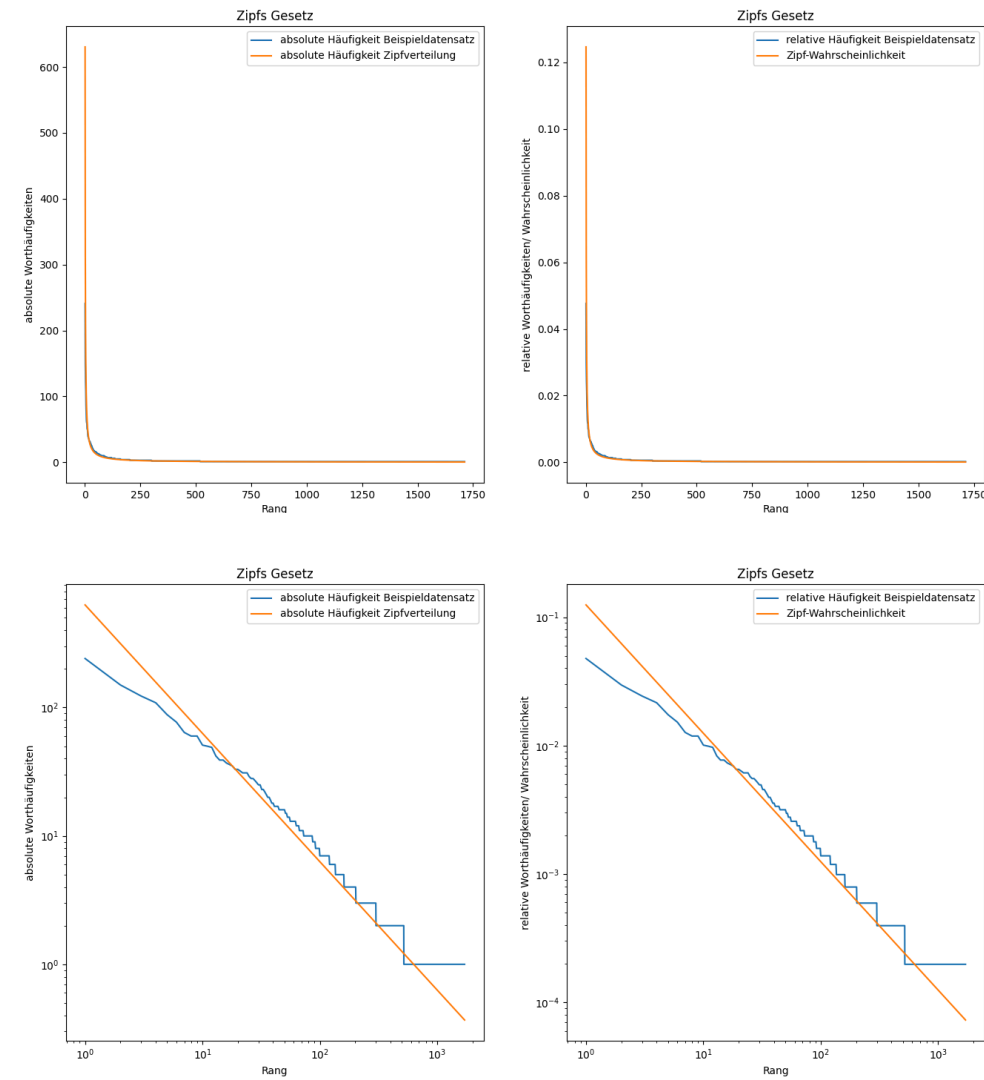 Zipfs Gesetz
absolute Häufigkeit Beispieldatensatz
absolute Häufigkeit Zipfverteilung
absolute Worthäufigkeiten
600
500
400
300
200
100
0
0 250 500 750 1000 1250 1500 1750
Rang
Zipfs Gesetz
relative Häufigkeit Beispieldatensatz
Zipf-Wahrscheinlichkeit
relative Worthäufigkeiten/ Wahrscheinlichkeit
0.12
0.10
0.08
0.06
0.04
0.02
0.00
0 250 500 750 1000 1250 1500 1750
Rang
Zipfs Gesetz
absolute Häufigkeit Beispieldatensatz
absolute Häufigkeit Zipfverteilung
absolute Worthäufigkeiten
10²
10¹
10⁰
10⁰ 10¹ 10² 10³
Rang
Zipfs Gesetz
relative Häufigkeit Beispieldatensatz
Zipf-Wahrscheinlichkeit
relative Worthäufigkeiten/ Wahrscheinlichkeit
10⁻¹
10⁻²
10⁻³
10⁻⁴
10⁰ 10¹ 10² 10³
Rang